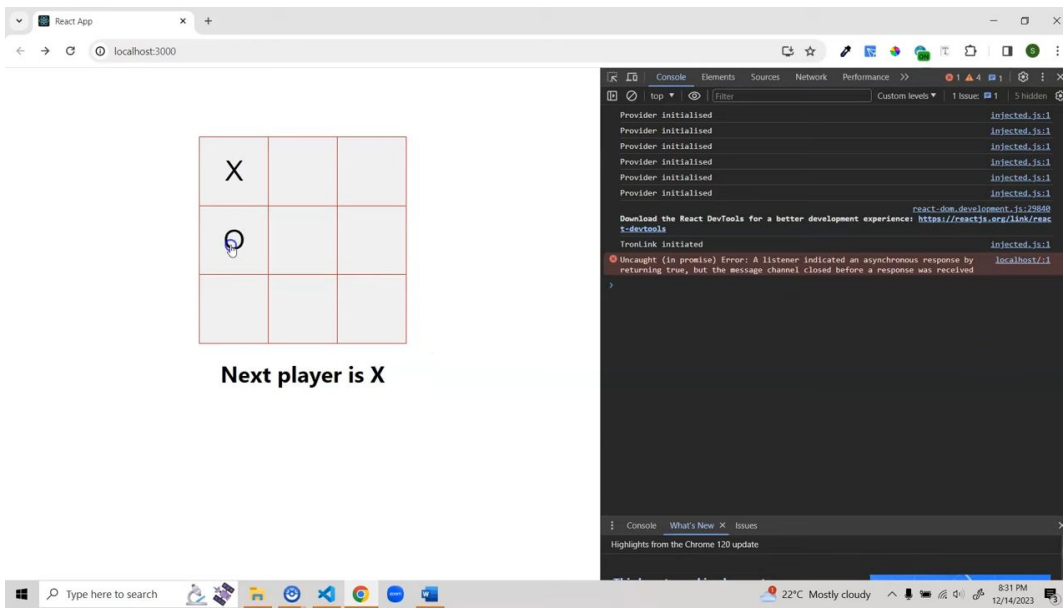 React App
localhost:3000
ON
S
Console Elements Sources Network Performance
1 4 1
top Filter Custom levels 1 Issue: 1 5 hidden
Provider initialised injected.js:1
Provider initialised injected.js:1
Provider initialised injected.js:1
Provider initialised injected.js:1
Provider initialised injected.js:1
Provider initialised injected.js:1
react-dom.development.js:29840
Download the React DevTools for a better development experience: https://reactjs.org/link/reac
t-devtools
TronLink initiated injected.js:1
Uncaught (in promise) Error: A listener indicated an asynchronous response by localhost/:1
returning true, but the message channel closed before a response was received
X
O
Next player is X
Console What's New Issues
Highlights from the Chrome 120 update
Type here to search
22°C Mostly cloudy
8:31 PM
12/14/2023